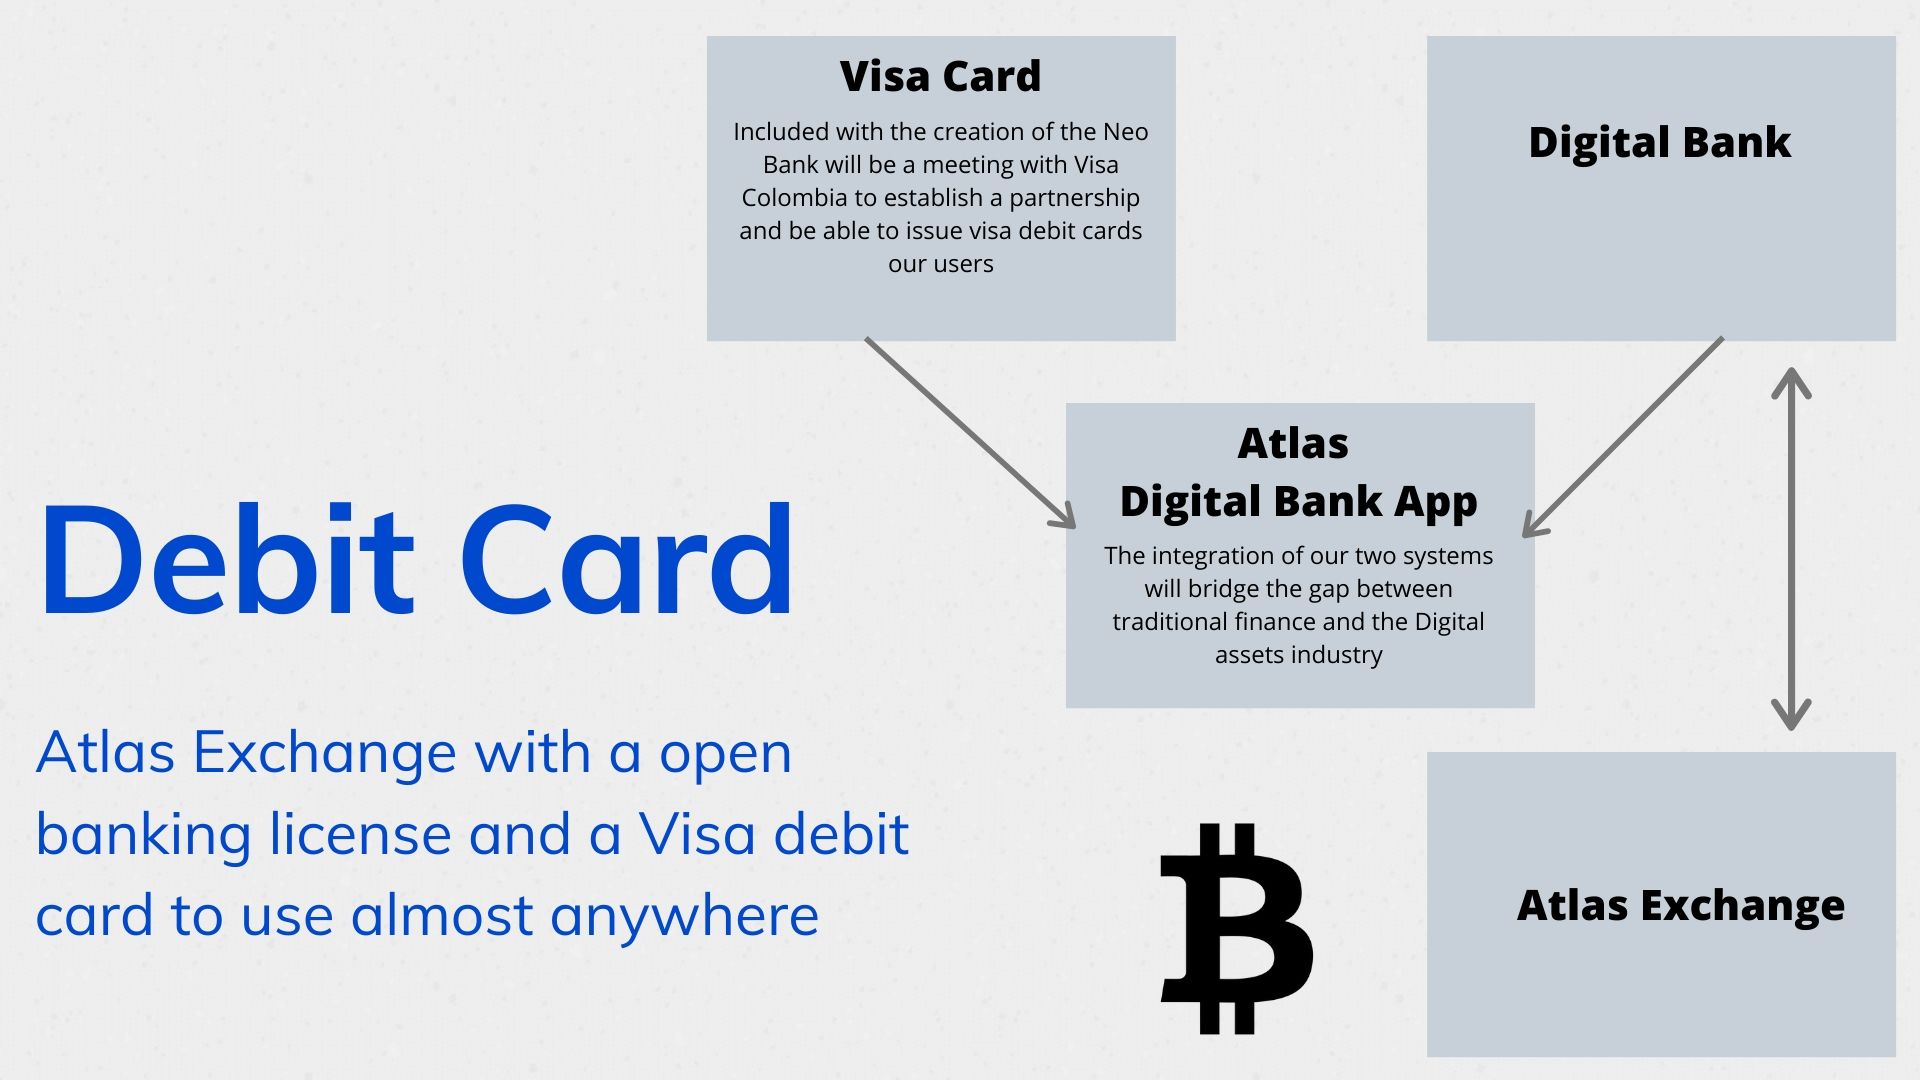 Visa Card
Included with the creation of the Neo
Bank will be a meeting with Visa
Colombia to establish a partnership
and be able to issue visa debit cards
our users
Digital Bank
Atlas
Digital Bank App
The integration of our two systems
will bridge the gap between
traditional finance and the Digital
assets industry
Debit Card
Atlas Exchange with a open
banking license and a Visa debit
card to use almost anywhere
Atlas Exchange